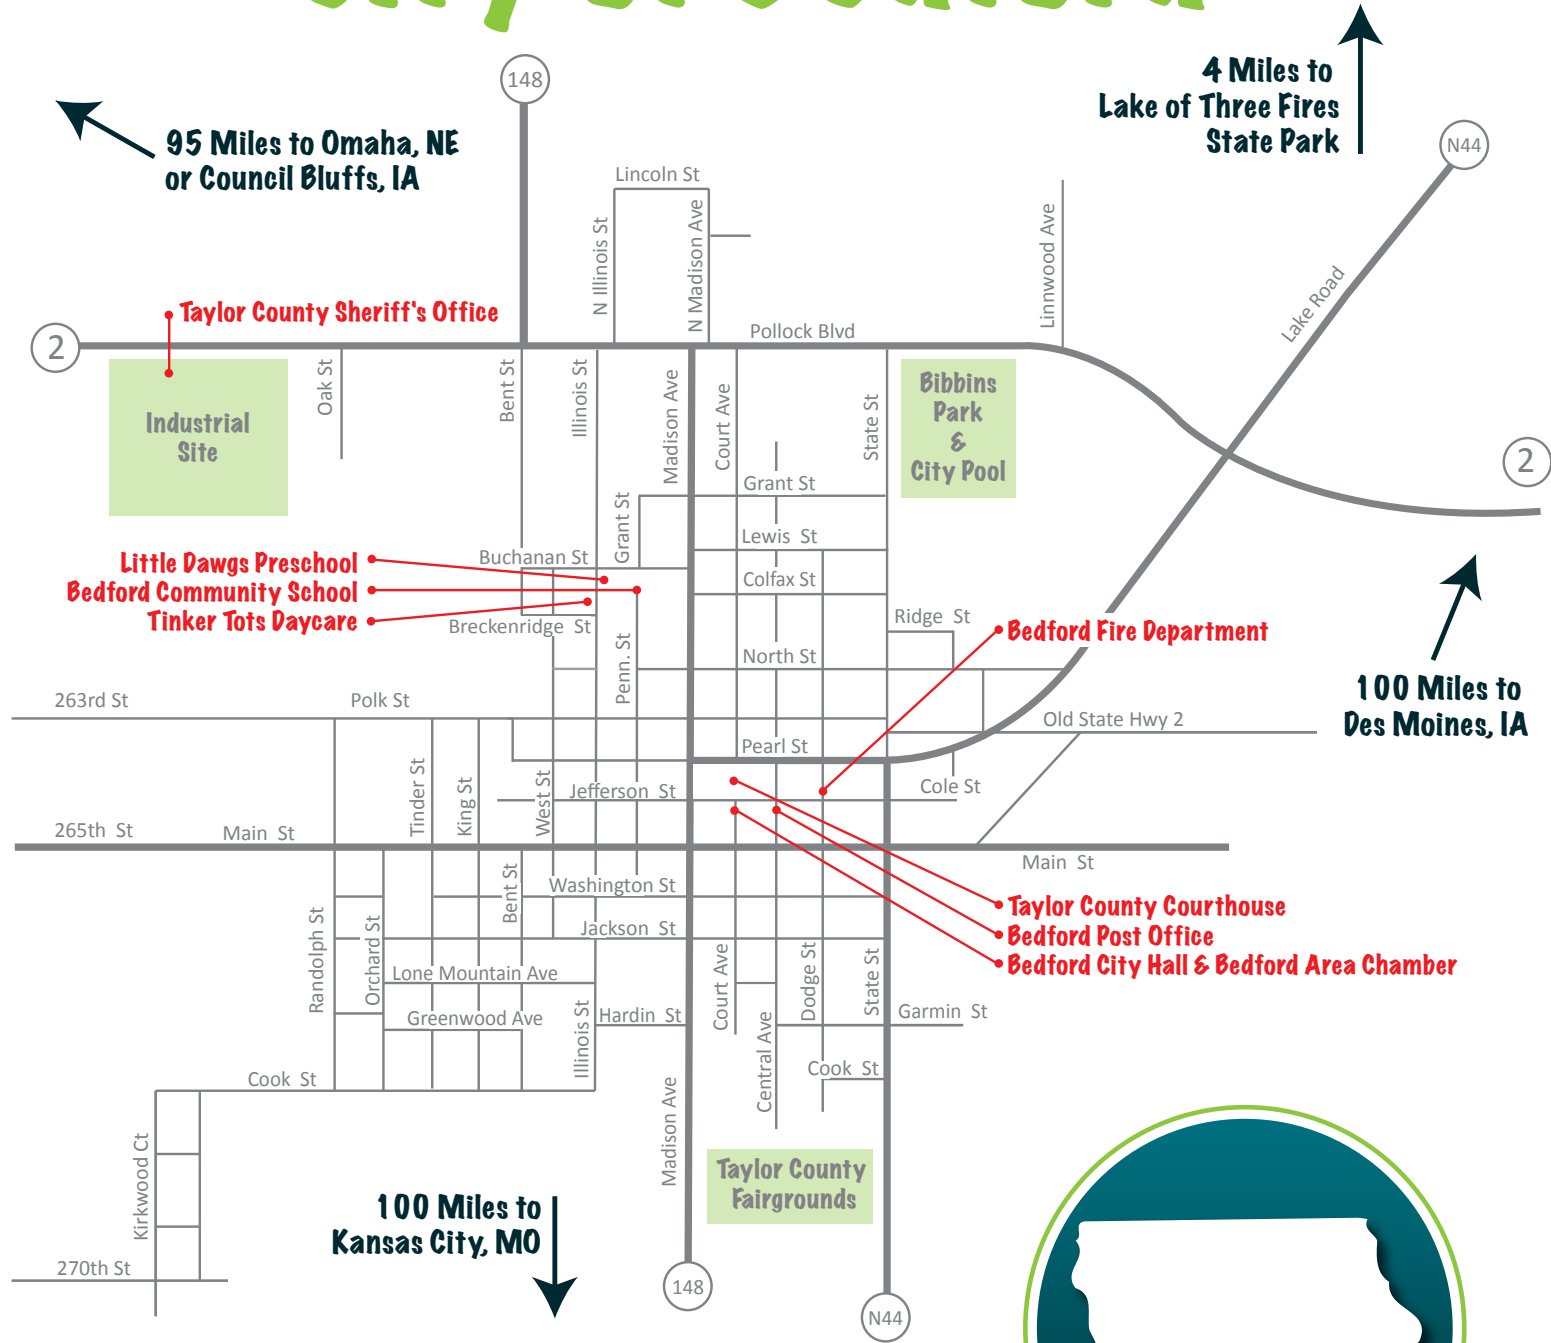 148
4 Miles to
Lake of Three Fires
State Park
95 Miles to Omaha, NE
or Council Bluffs, IA
N44
Lincoln St
N Illinois St
N Madison Ave
Linnwood Ave
Lake Road
Taylor County Sheriff's Office
2
Pollock Blvd
Industrial
Site
Oak St
Bent St
Illinois St
Madison Ave
Court Ave
State St
Bibbins
Park
&
City Pool
2
Grant St
Grant St
Lewis St
Buchanan St
Colfax St
Little Dawgs Preschool
Bedford Community School
Tinker Tots Daycare
Breckenridge St
Ridge St
Bedford Fire Department
Penn. St
North St
100 Miles to
Des Moines, IA
263rd St
Polk St
Old State Hwy 2
Pearl St
Tinder St
King St
West St
Jefferson St
Cole St
265th St
Main St
Main St
Bent St
Washington St
Taylor County Courthouse
Bedford Post Office
Bedford City Hall & Bedford Area Chamber
Randolph St
Orchard St
Jackson St
Lone Mountain Ave
Court Ave
Dodge St
State St
Greenwood Ave
Illinois St
Hardin St
Garmin St
Central Ave
Cook St
Cook St
Madison Ave
Kirkwood Ct
Taylor County
Fairgrounds
100 Miles to
Kansas City, MO
270th St
148
N44